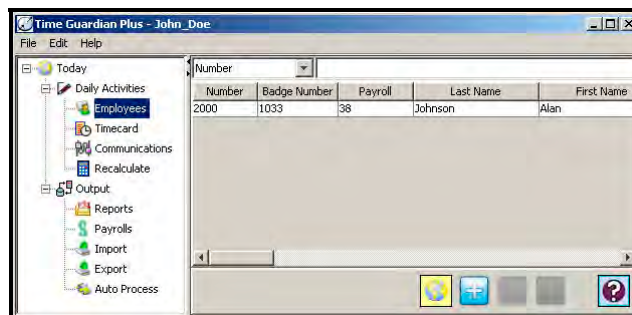 Time Guardian Plus - John_Doe
File Edit Help
Today
Daily Activities
Employees
Timecard
Communications
Recalculate
Output
Reports
Payrolls
Import
Export
Auto Process
Number
Number Badge Number Payroll Last Name First Name
2000 1033 38 Johnson Alan